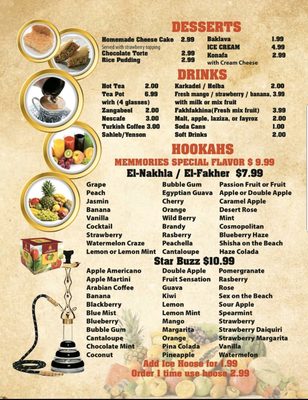 DESSERTS
Homemade Cheese Cake 2.99
Served with strawberry topping
Chocolate Torte 2.99
Rice Pudding 2.99
Baklava 1.99
ICE CREAM 4.99
Konafa 2.99
with Cream Cheese
DRINKS
Hot Tea 2.00
Tea Pot 6.99
wirh (4 glasses)
Zangabeel 2.00
Nescafe 3.00
Turkish Coffee 3.00
Sahleb/Yenson
Karkadei / Helba 2.00
Fresh mango / strawberry / banana, 3.99
with milk or mix fruit
Fakhfakhina(Fresh mix fruit) 3.99
Malt, apple, laziza, or fayroz 2.00
Soda Cans 1.00
Soft Drinks 2.00
HOOKAHS
MEMMORIES SPECIAL FLAVOR $ 9.99
El-Nakhla / El-Fakher $7.99
Grape
Peach
Jasmin
Banana
Vanilla
Cocktail
Strawberry
Watermelon Craze
Lemon or Lemon Mint
Bubble Gum
Egyptian Guava
Cherry
Orange
Wild Berry
Brandy
Rasberry
Peachella
Cantaloupe
Passion Fruit or Fruit
Apple or Double Apple
Caramel Apple
Desert Rose
Mint
Cosmopolitan
Blueberry Haze
Shisha on the Beach
Haze Colada
Star Buzz $10.99
Apple Americano
Apple Martini
Arabian Coffee
Banana
Blackberry
Blue Mist
Blueberry
Bubble Gum
Cantaloupe
Chocolate Mint
Coconut
Double Apple
Fruit Sensation
Guava
Kiwi
Lemon
Lemon Mint
Mango
Margarita
Orange
Pina Colada
Pineapple
Pomergranate
Rasberry
Rose
Sex on the Beach
Sour Apple
Spearmint
Strawberry
Strawberry Daiquiri
Strawberry Margarita
Vanilla
Watermelon
Add Ice Hoose for 1.99
Order 1 time use hoose 2.99